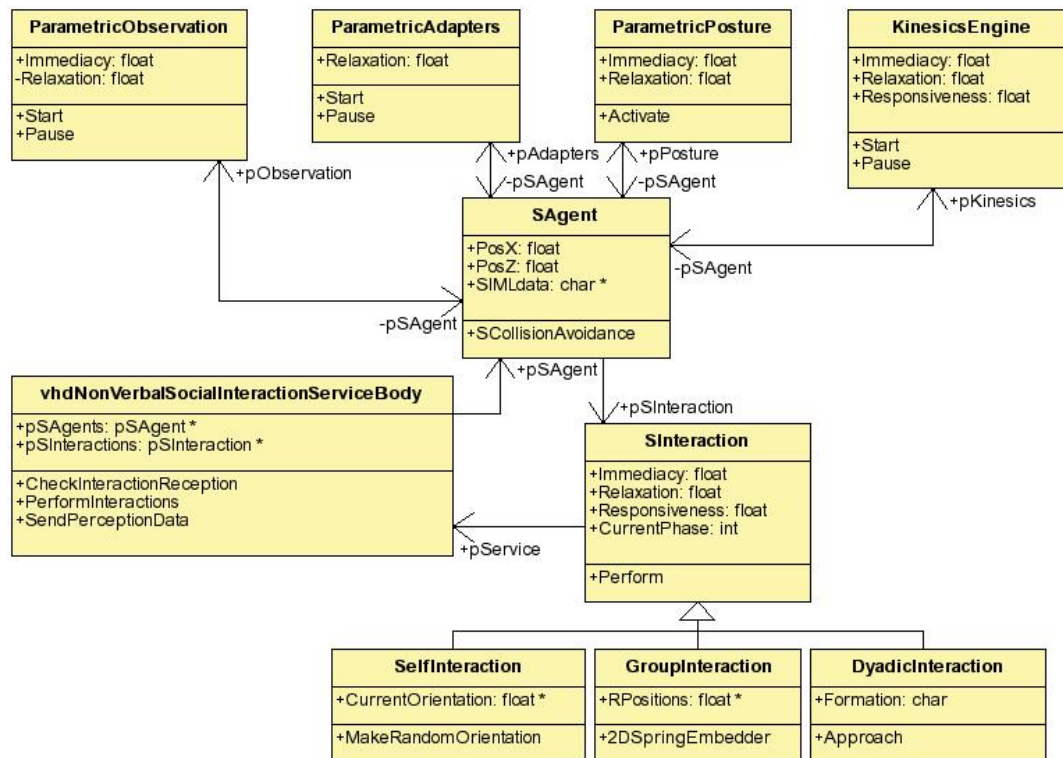 ParametricObservation
+Immediacy: float
-Relaxation: float
+Start
+Pause
ParametricAdapters
+Relaxation: float
+Start
+Pause
ParametricPosture
+Immediacy: float
+Relaxation: float
+Activate
KinesicsEngine
+Immediacy: float
+Relaxation: float
+Responsiveness: float
+Start
+Pause
+pObservation
+pAdapters
-pSAgent
+pPosture
-pSAgent
+pKinesics
-pSAgent
SAgent
+PosX: float
+PosZ: float
+SIMLdata: char *
+SCollisionAvoidance
-pSAgent
+pSAgent
+pSInteraction
vhdNonVerbalSocialInteractionServiceBody
+pSAgents: pSAgent *
+pSInteractions: pSInteraction *
+CheckInteractionReception
+PerformInteractions
+SendPerceptionData
+pService
SInteraction
+Immediacy: float
+Relaxation: float
+Responsiveness: float
+CurrentPhase: int
+Perform
SelfInteraction
+CurrentOrientation: float *
+MakeRandomOrientation
GroupInteraction
+RPositions: float *
+2DSpringEmbedder
DyadicInteraction
+Formation: char
+Approach